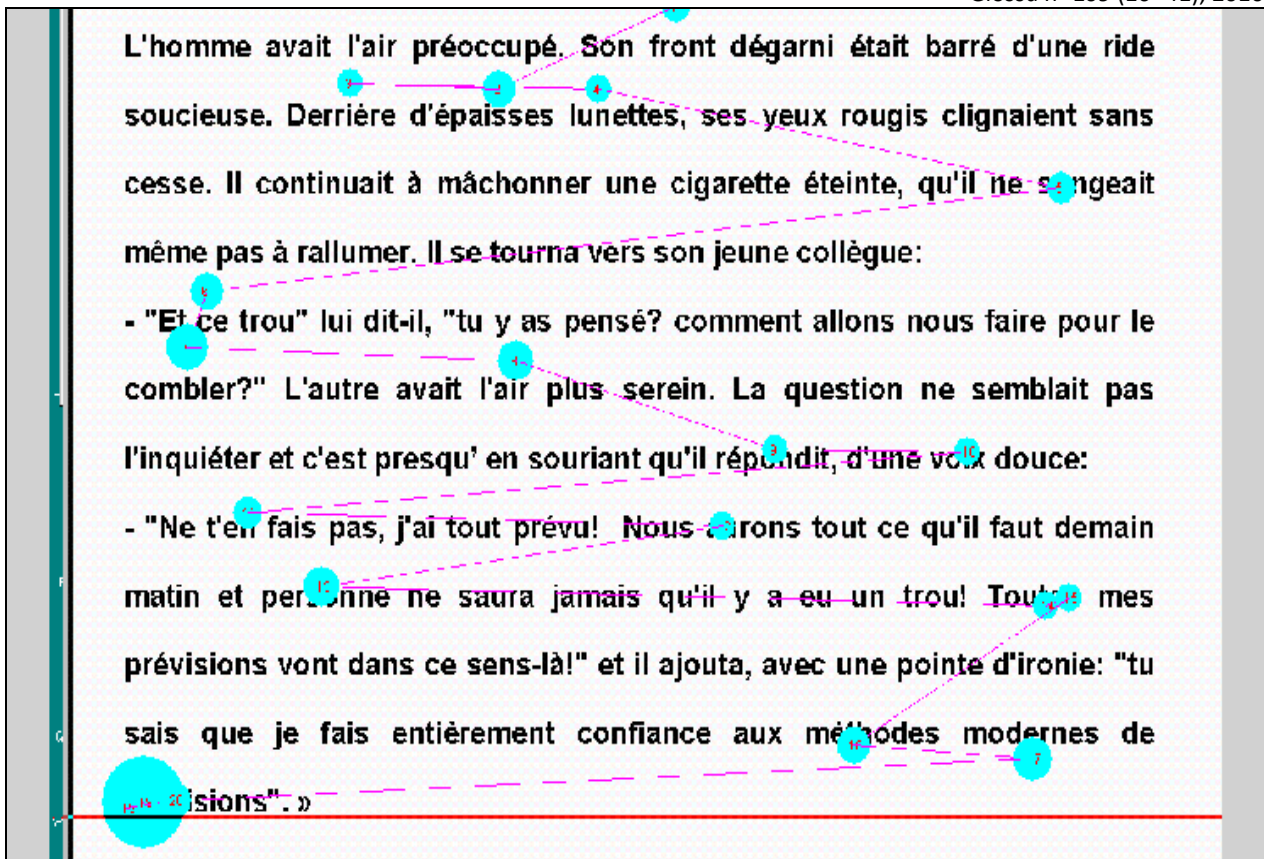 L'homme avait l'air préoccupé. Son front dégarni était barré d'une ride
soucieuse. Derrière d'épaisses lunettes, ses yeux rougis clignaient sans
cesse. Il continuait à mâchonner une cigarette éteinte, qu'il ne songeait
même pas à rallumer. Il se tourna vers son jeune collègue:
- "Et ce trou" lui dit-il, "tu y as pensé? comment allons nous faire pour le
combler?" L'autre avait l'air plus serein. La question ne semblait pas
l'inquiéter et c'est presqu' en souriant qu'il répondit, d'une voix douce:
- "Ne t'en fais pas, j'ai tout prévu! Nous aurons tout ce qu'il faut demain
matin et personne ne saura jamais qu'il y a eu un trou! Toutes mes
prévisions vont dans ce sens-là!" et il ajouta, avec une pointe d'ironie: "tu
sais que je fais entièrement confiance aux méthodes modernes de
isions". »